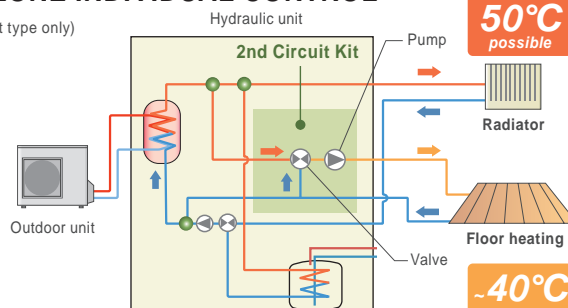 t type only)
Hydraulic unit
50°C
possible
2nd Circuit Kit
Pump
Radiator
Outdoor unit
Floor heating
Valve
~40°C